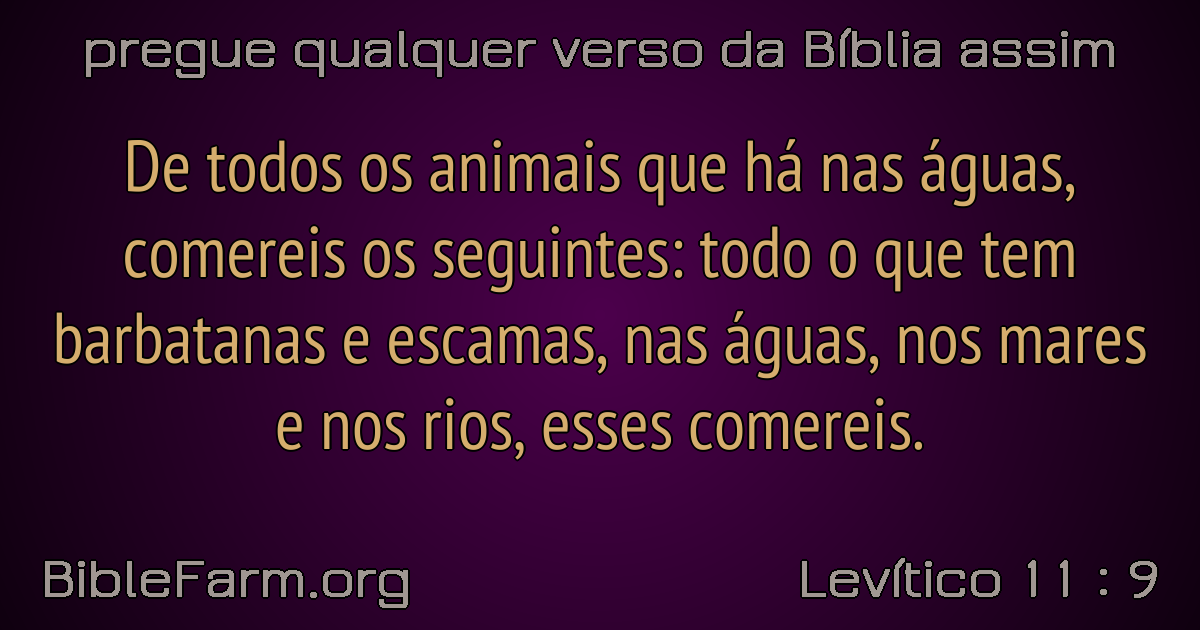 pregue qualquer verso da Bíblia assim
De todos os animais que há nas águas,
comereis os seguintes: todo o que tem
barbatanas e escamas, nas águas, nos mares
e nos rios, esses comereis.
BibleFarm.org
Levítico 11 : 9